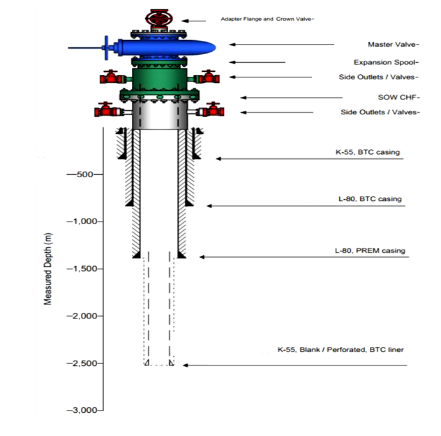 Adapter Flange and Crown Valve-
Master Valve-
Expansion Spool-
Side Outlets / Valves-
SOW CHF-
Side Outlets / Valves-
K-55, BTC casing
L-80, BTC casing
L-80, PREM casing
K-55, Blank / Perforated, BTC liner
Measured Depth (m)
-500-
-1,000-
-1,500-
-2,000-
-2,500-
-3,000-